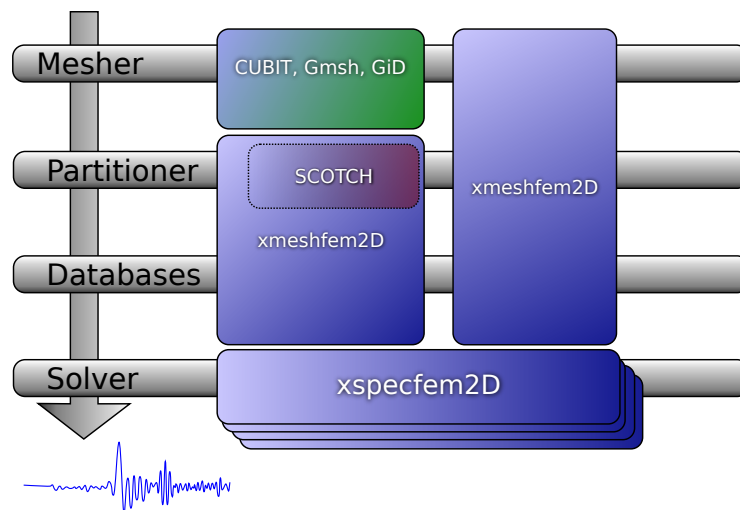 Mesher
CUBIT, Gmsh, GiD
Partitioner
SCOTCH
xmeshfem2D
xmeshfem2D
Databases
Solver
xspecfem2D